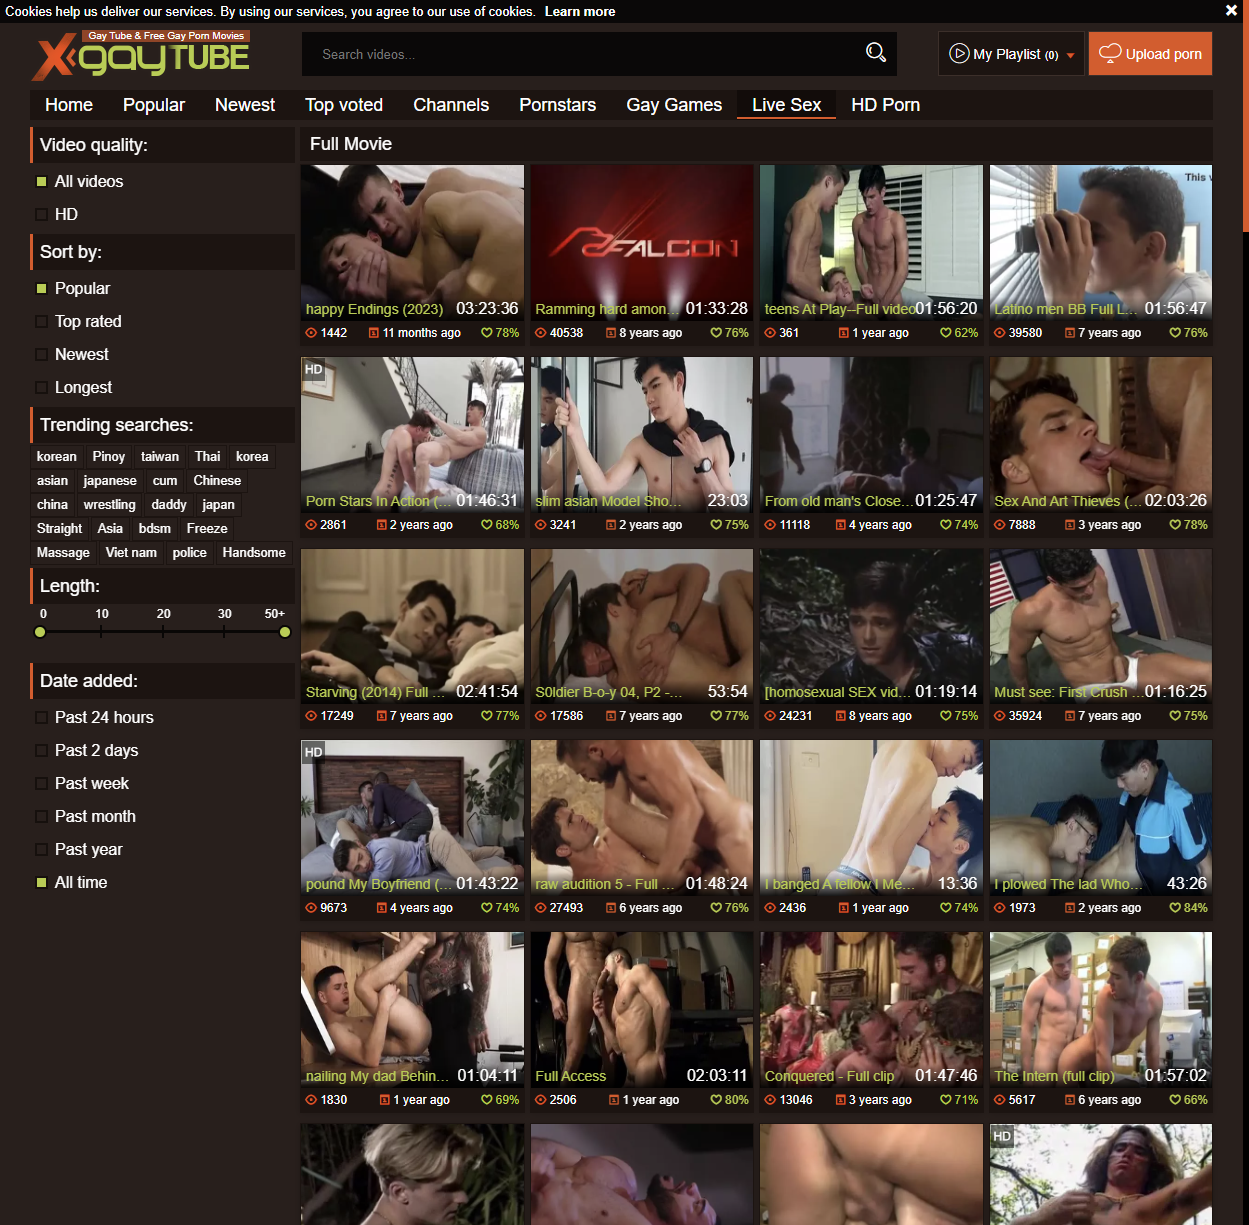 Cookies help us deliver our services. By using our services, you agree to our use of cookies. Learn more
Gay Tube & Free Gay Porn Movies
X-gayTUBE
Search videos...
My Playlist (0)
Upload porn
Home Popular Newest Top voted Channels Pornstars Gay Games Live Sex HD Porn
Video quality:
All videos
HD
Sort by:
Popular
Top rated
Newest
Longest
Trending searches:
korean Pinoy taiwan Thai korea
asian japanese cum Chinese
china wrestling daddy japan
Straight Asia bdsm Freeze
Massage Viet nam police Handsome
Length:
0 10 20 30 50+
Date added:
Past 24 hours
Past 2 days
Past week
Past month
Past year
All time
Full Movie
FALCON
This
happy Endings (2023) 03:23:36
1442 11 months ago 78%
Ramming hard amon... 01:33:28
40538 8 years ago 76%
teens At Play--Full video 01:56:20
361 1 year ago 62%
Latino men BB Full L... 01:56:47
39580 7 years ago 76%
HD
Porn Stars In Action (... 01:46:31
2861 2 years ago 68%
slim asian Model Sho... 23:03
3241 2 years ago 75%
From old man's Close... 01:25:47
11118 4 years ago 74%
Sex And Art Thieves (... 02:03:26
7888 3 years ago 78%
Starving (2014) Full ... 02:41:54
17249 7 years ago 77%
S0ldier B-o-y 04, P2 -... 53:54
17586 7 years ago 77%
[homosexual SEX vid... 01:19:14
24231 8 years ago 75%
Must see: First Crush ... 01:16:25
35924 7 years ago 75%
HD
pound My Boyfriend (... 01:43:22
9673 4 years ago 74%
raw audition 5 - Full ... 01:48:24
27493 6 years ago 76%
I banged A fellow I Me... 13:36
2436 1 year ago 74%
I plowed The lad Who... 43:26
1973 2 years ago 84%
nailing My dad Behin... 01:04:11
1830 1 year ago 69%
Full Access 02:03:11
2506 1 year ago 80%
Conquered - Full clip 01:47:46
13046 3 years ago 71%
The Intern (full clip) 01:57:02
5617 6 years ago 66%
HD